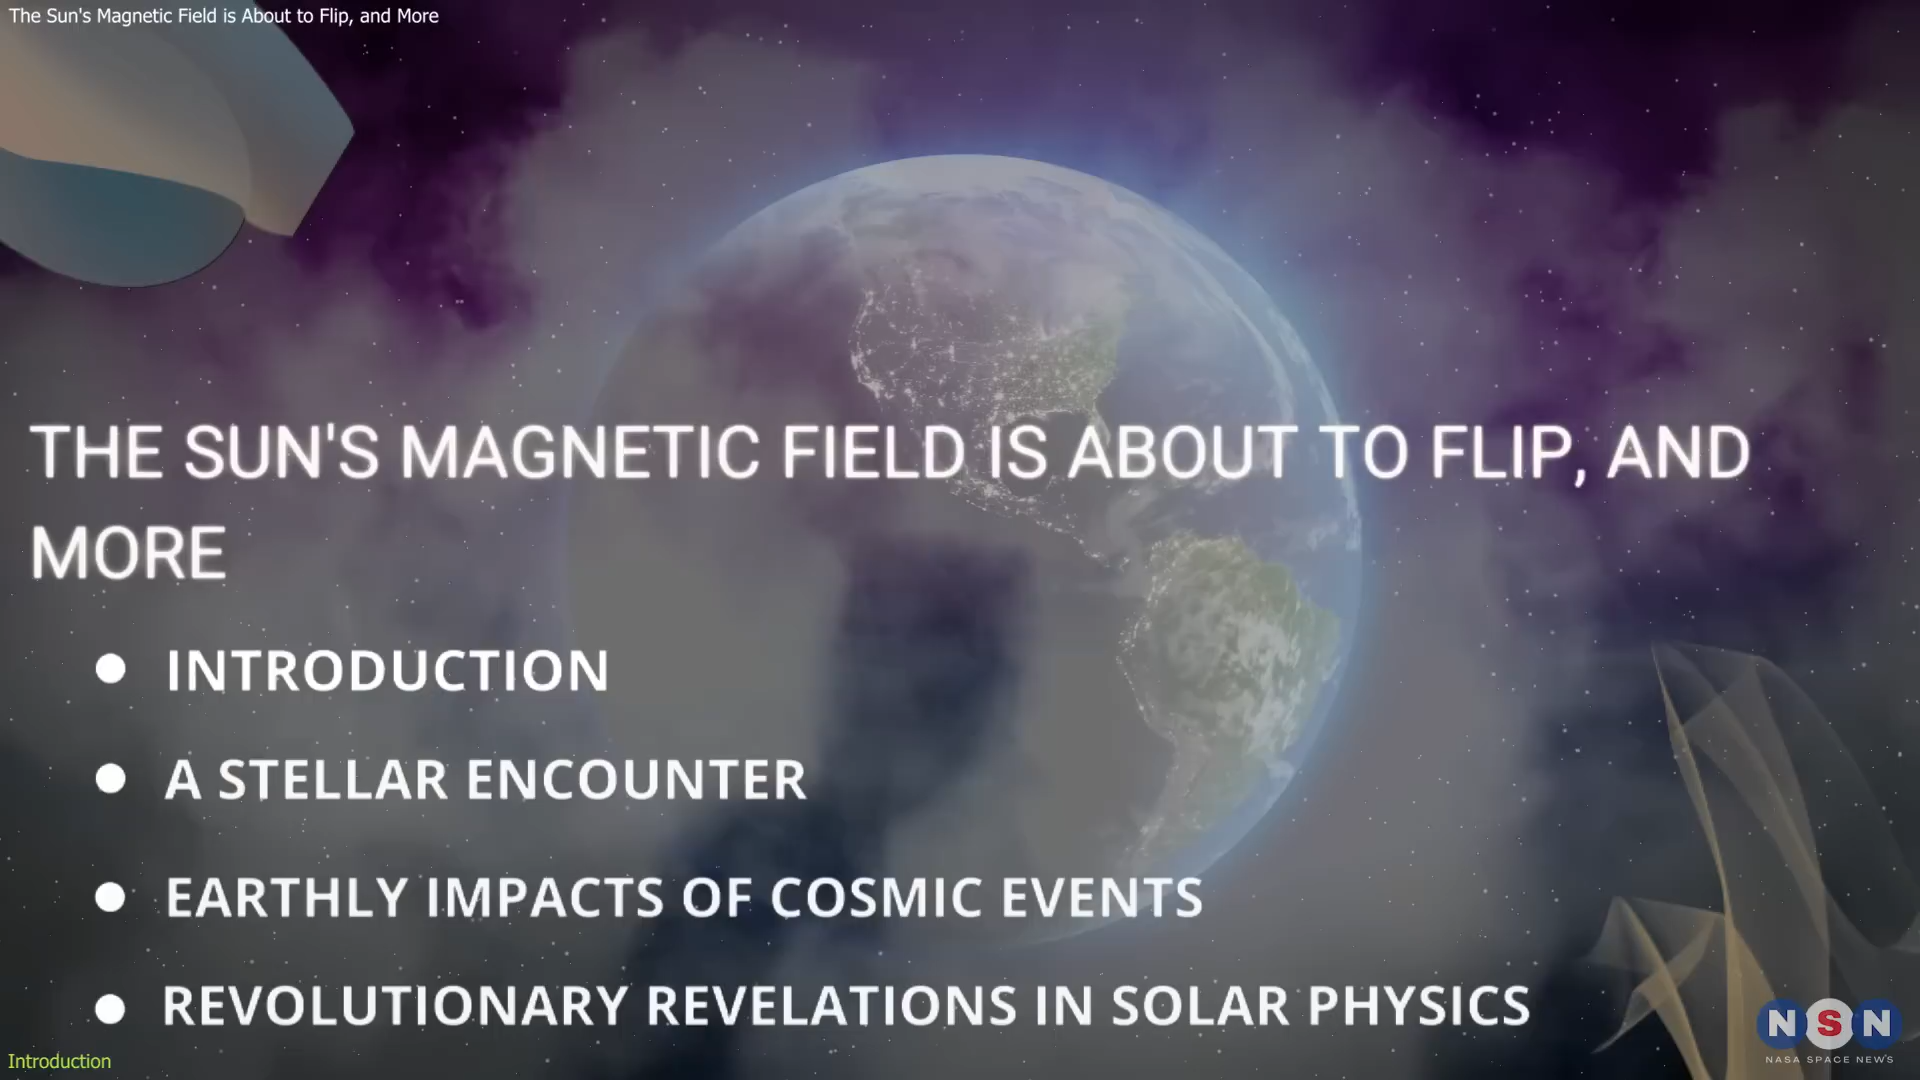 The Sun's Magnetic Field is About to Flip, and More
THE SUN'S MAGNETIC FIELD IS ABOUT TO FLIP, AND
MORE
● INTRODUCTION
● A STELLAR ENCOUNTER
● EARTHLY IMPACTS OF COSMIC EVENTS
● REVOLUTIONARY REVELATIONS IN SOLAR PHYSICS
NSN
NASA SPACE NEWS
Introduction